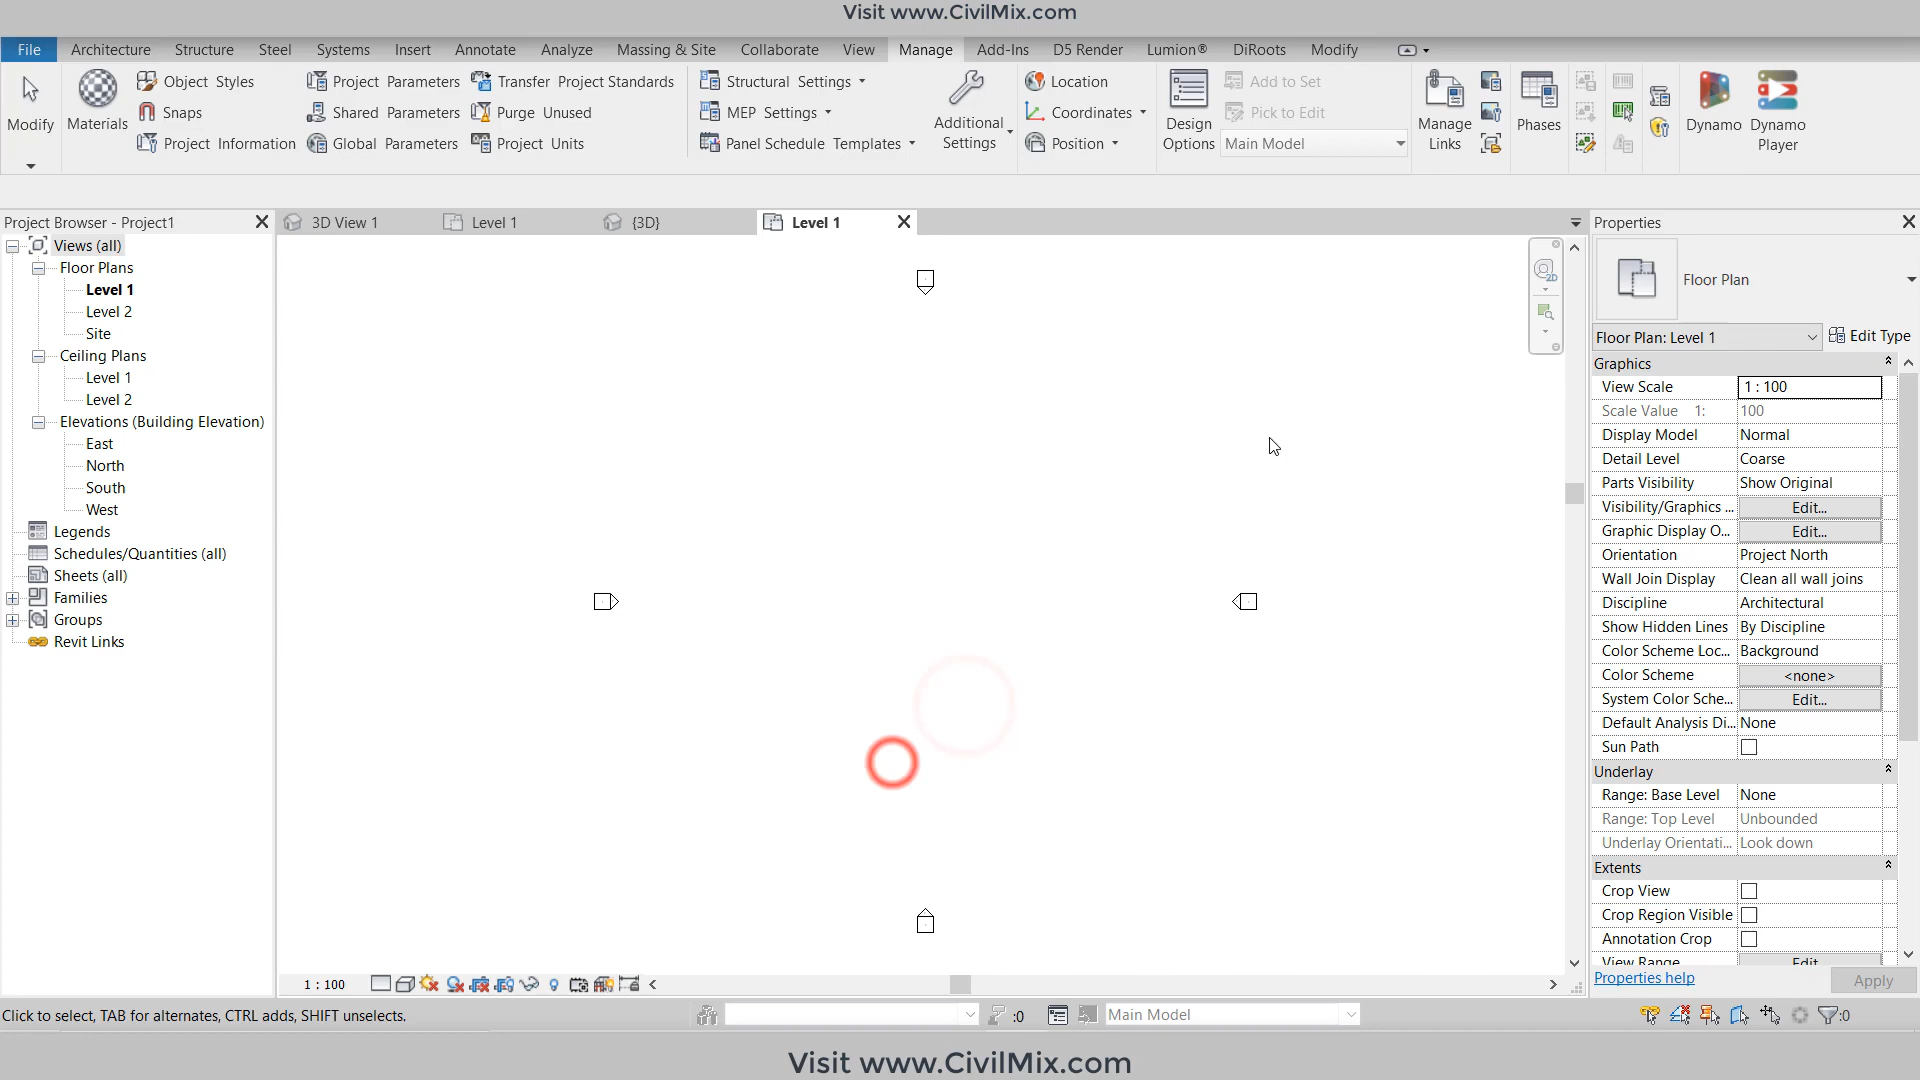 Visit www.CivilMix.com
File Architecture Structure Steel Systems Insert Annotate Analyze Massing & Site Collaborate View Manage Add-Ins D5 Render Lumion® DiRoots Modify
Modify
Materials
Object Styles
Snaps
Project Information
Project Parameters
Shared Parameters
Global Parameters
Transfer Project Standards
Purge Unused
Project Units
Structural Settings
MEP Settings
Panel Schedule Templates
Additional
Settings
Location
Coordinates
Position
Design
Options
Add to Set
Pick to Edit
Main Model
Manage
Links
Phases
Dynamo
Dynamo
Player
Project Browser - Project1
3D View 1
Level 1
{3D}
Level 1
Properties
Views (all)
Floor Plans
Level 1
Level 2
Site
Ceiling Plans
Level 1
Level 2
Elevations (Building Elevation)
East
North
South
West
Legends
Schedules/Quantities (all)
Sheets (all)
Families
Groups
Revit Links
2D
Floor Plan
Floor Plan: Level 1
Edit Type
Graphics
View Scale 1 : 100
Scale Value 1: 100
Display Model Normal
Detail Level Coarse
Parts Visibility Show Original
Visibility/Graphics ... Edit...
Graphic Display O... Edit...
Orientation Project North
Wall Join Display Clean all wall joins
Discipline Architectural
Show Hidden Lines By Discipline
Color Scheme Loc... Background
Color Scheme <none>
System Color Sche... Edit...
Default Analysis Di... None
Sun Path
Underlay
Range: Base Level None
Range: Top Level Unbounded
Underlay Orientati... Look down
Extents
Crop View
Crop Region Visible
Annotation Crop
View Range Edit
Properties help
Apply
1 : 100
Click to select, TAB for alternates, CTRL adds, SHIFT unselects.
:0
Main Model
:0
Visit www.CivilMix.com